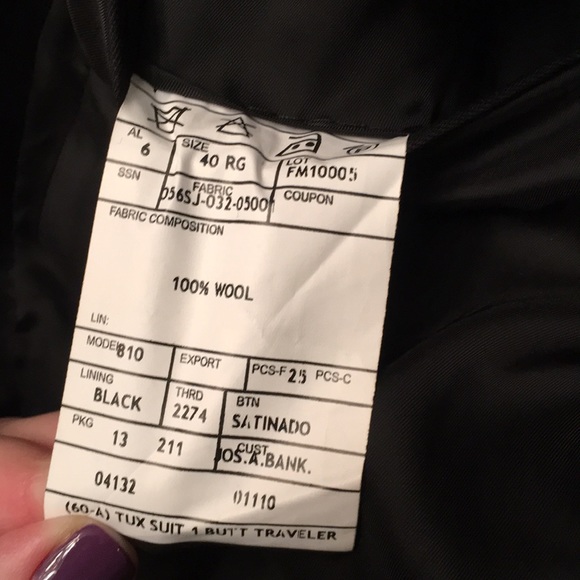 AL
6
SIZE
40 RG
LOT
FM10005
SSN
FABRIC
056SJ-032-0500
COUPON
FABRIC COMPOSITION
100% WOOL
LIN:
MODEL
810
EXPORT
PCS-F 25 PCS-C
LINING
BLACK
THRD
2274
BTN
SATINADO
PKG
13 211
CUST
JOS.A.BANK.
04132 01110
(60-A) TUX SUIT 1 BUTT TRAVELER